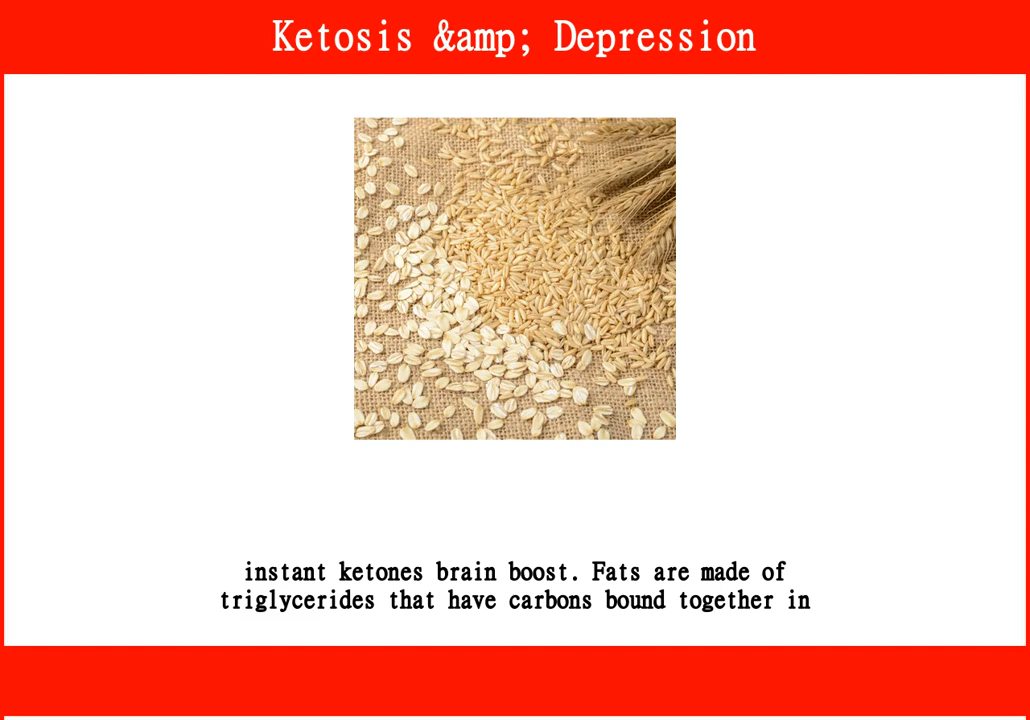 Ketosis &amp; Depression
instant ketones brain boost. Fats are made of
triglycerides that have carbons bound together in